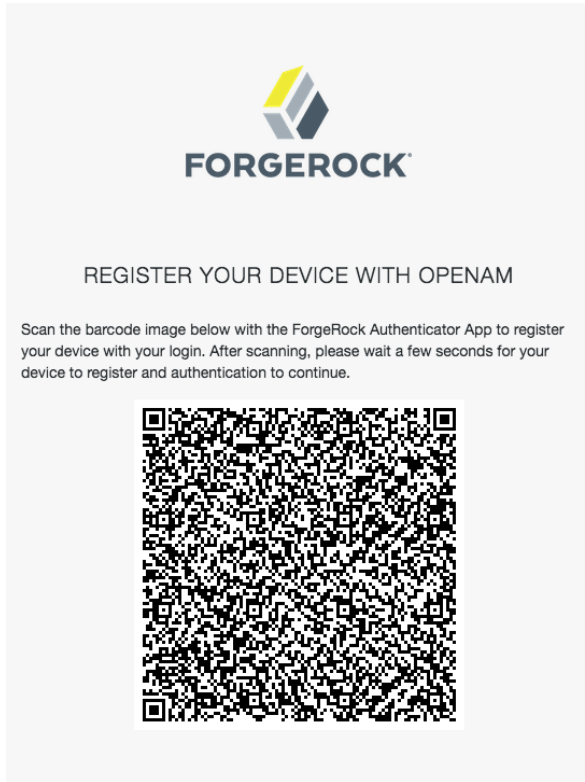 FORGEROCK
REGISTER YOUR DEVICE WITH OPENAM
Scan the barcode image below with the ForgeRock Authenticator App to register
your device with your login. After scanning, please wait a few seconds for your
device to register and authentication to continue.